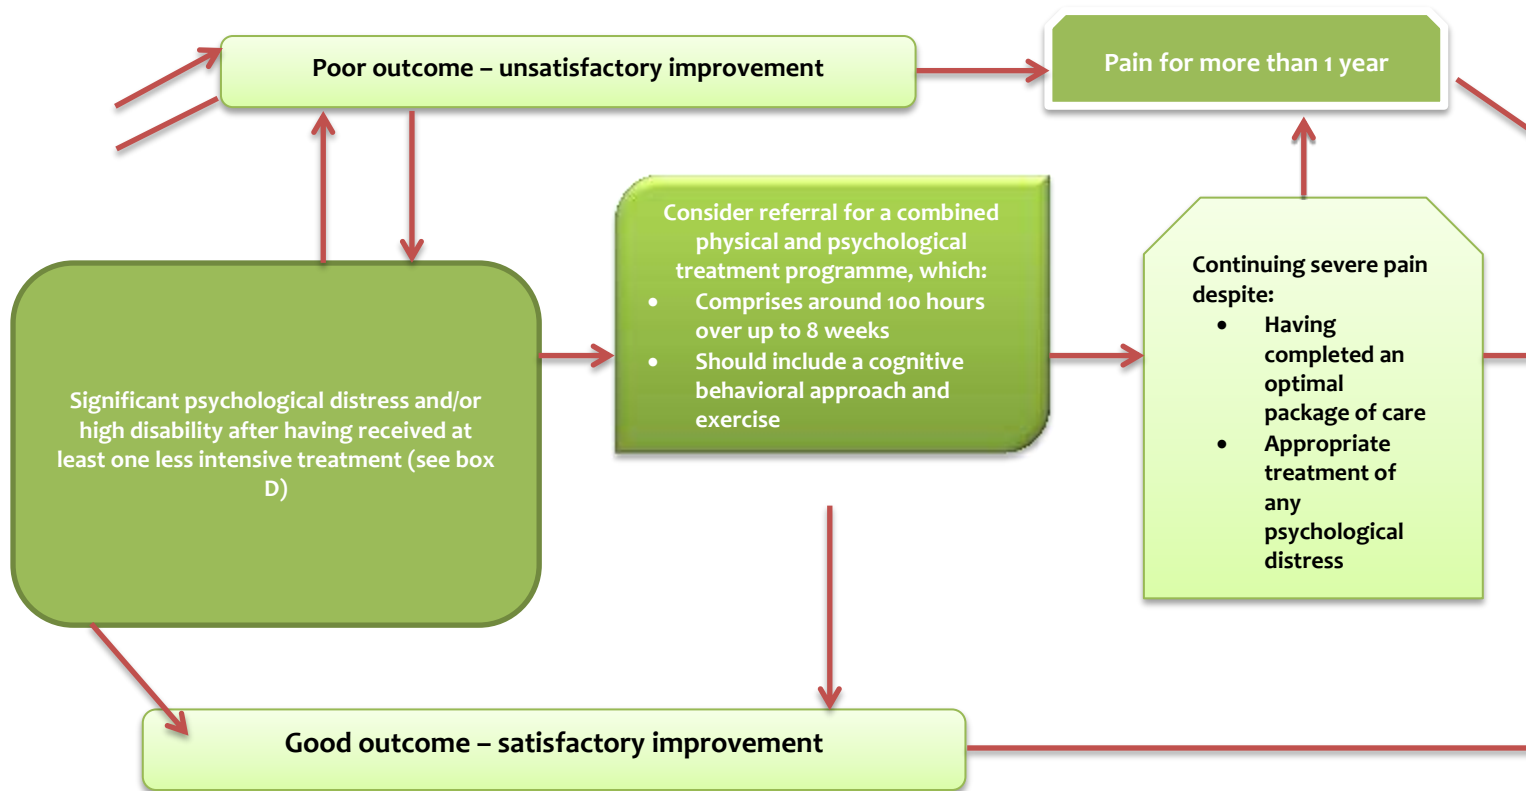 Poor outcome – unsatisfactory improvement
Pain for more than 1 year
Consider referral for a combined
physical and psychological
treatment programme, which:
• Comprises around 100 hours
over up to 8 weeks
• Should include a cognitive
behavioral approach and
exercise
Continuing severe pain
despite:
• Having
completed an
optimal
package of care
• Appropriate
treatment of
any
psychological
distress
Significant psychological distress and/or
high disability after having received at
least one less intensive treatment (see box
D)
Good outcome – satisfactory improvement